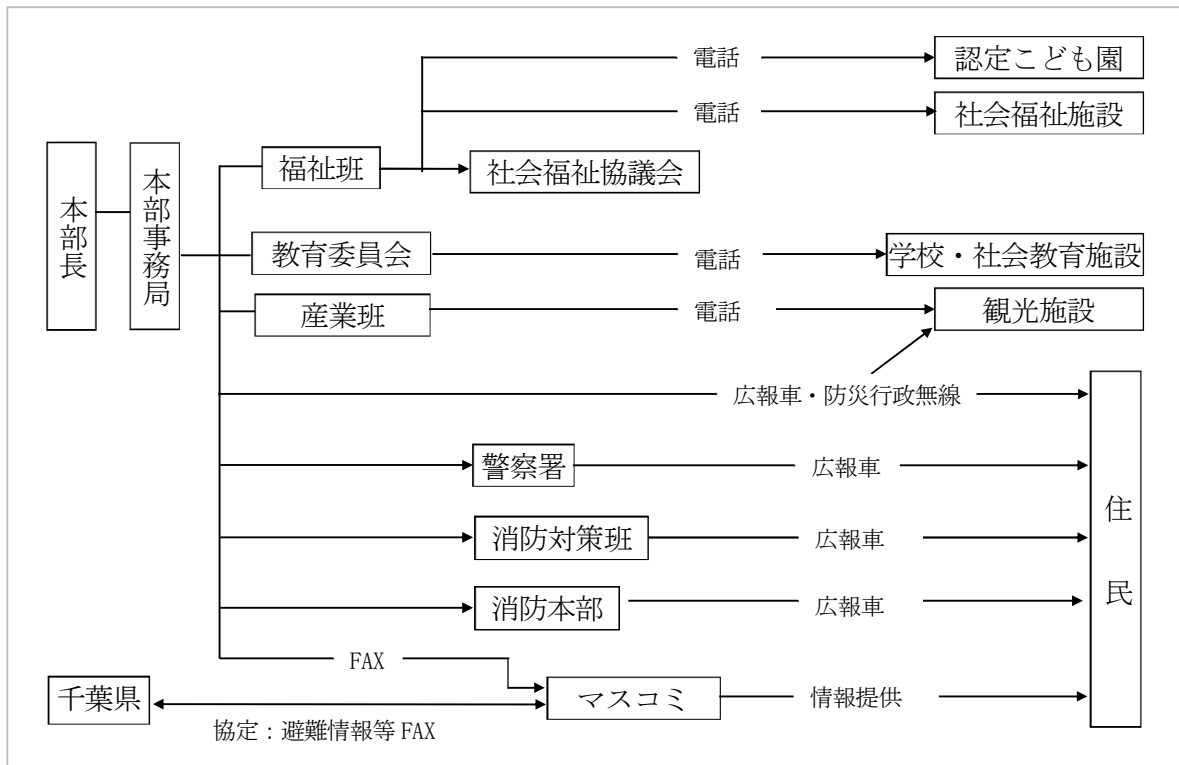 電話
認定こども園
電話
社会福祉施設
福祉班
社会福祉協議会
本部長
本部事務局
教育委員会
電話
学校・社会教育施設
産業班
電話
観光施設
広報車・防災行政無線
警察署
広報車
住民
消防対策班
広報車
消防本部
広報車
FAX
千葉県
マスコミ
情報提供
協定：避難情報等 FAX